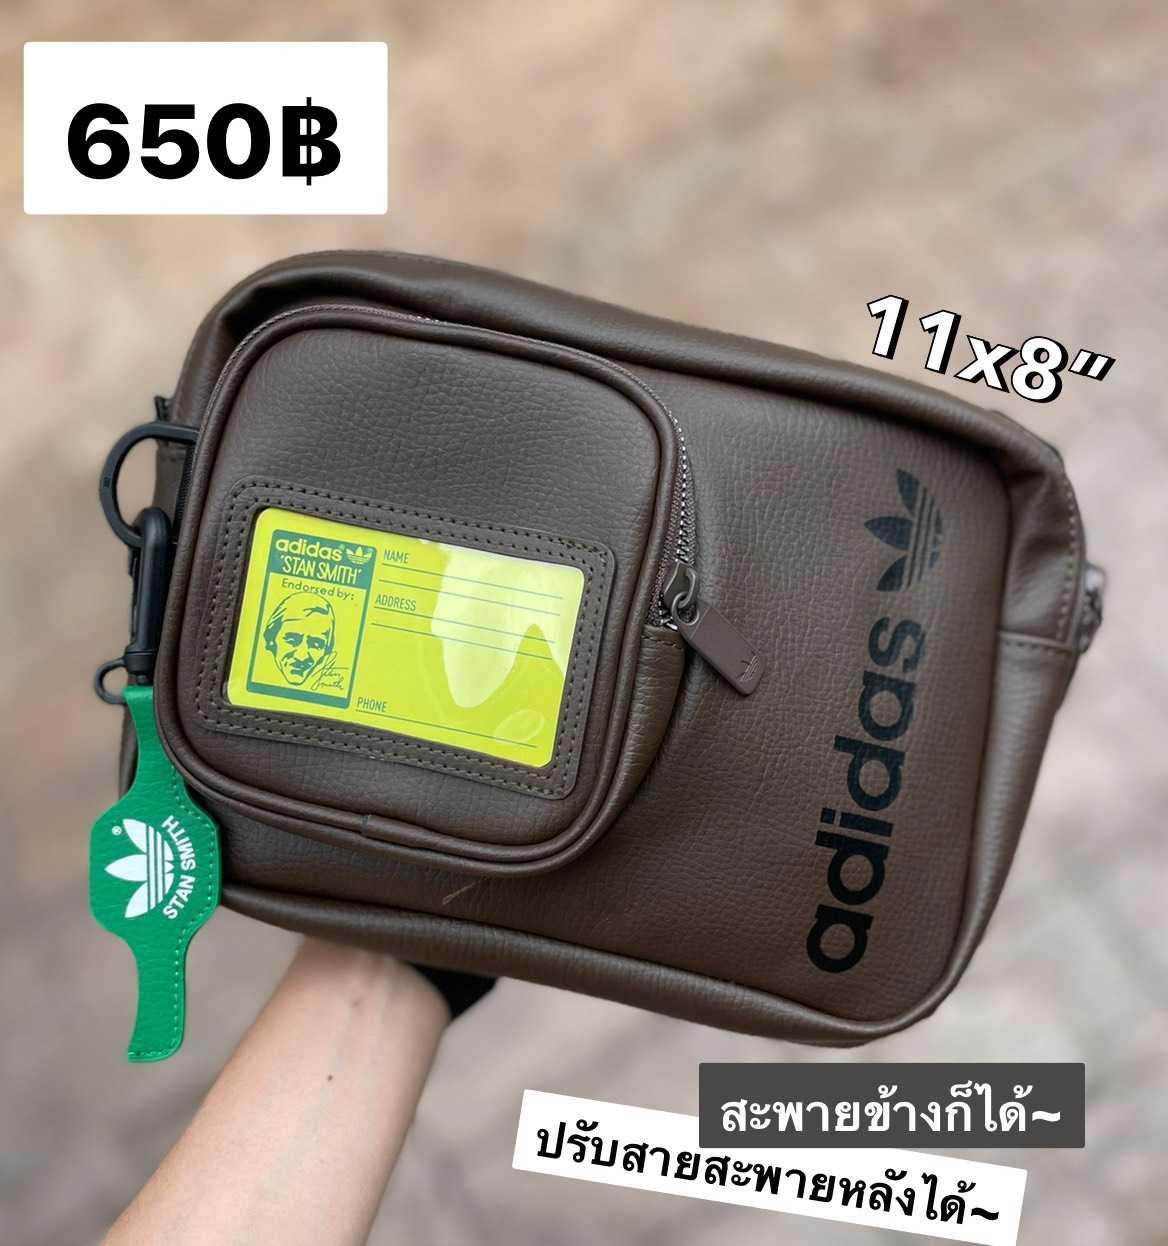 650฿
11x8"
adidas
"STAN SMITH"
Endorsed by:
Stan Smith
NAME
ADDRESS
PHONE
adidas
STAN SMITH
®
สะพายข้างก็ได้~
ปรับสายสะพายหลังได้~